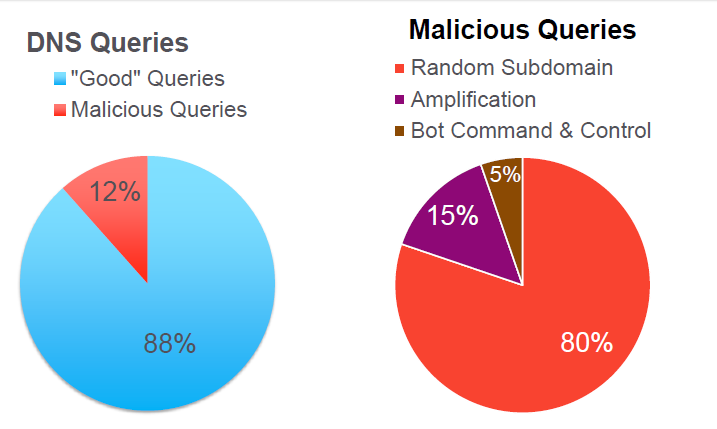 DNS Queries
"Good" Queries
Malicious Queries
12%
88%
Malicious Queries
Random Subdomain
Amplification
Bot Command & Control
5%
15%
80%